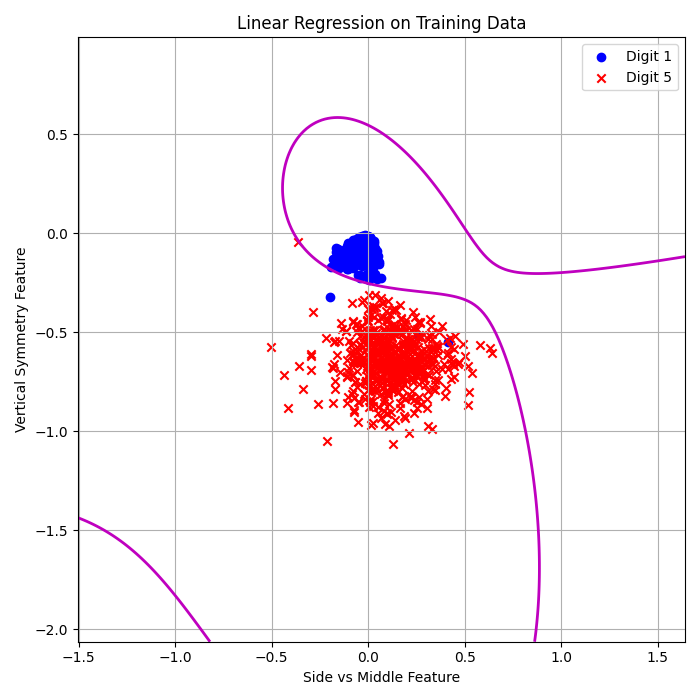 Linear Regression on Training Data
Digit 1
Digit 5
0.5
0.0
−0.5
−1.0
−1.5
−2.0
Vertical Symmetry Feature
−1.5 −1.0 −0.5 0.0 0.5 1.0 1.5
Side vs Middle Feature